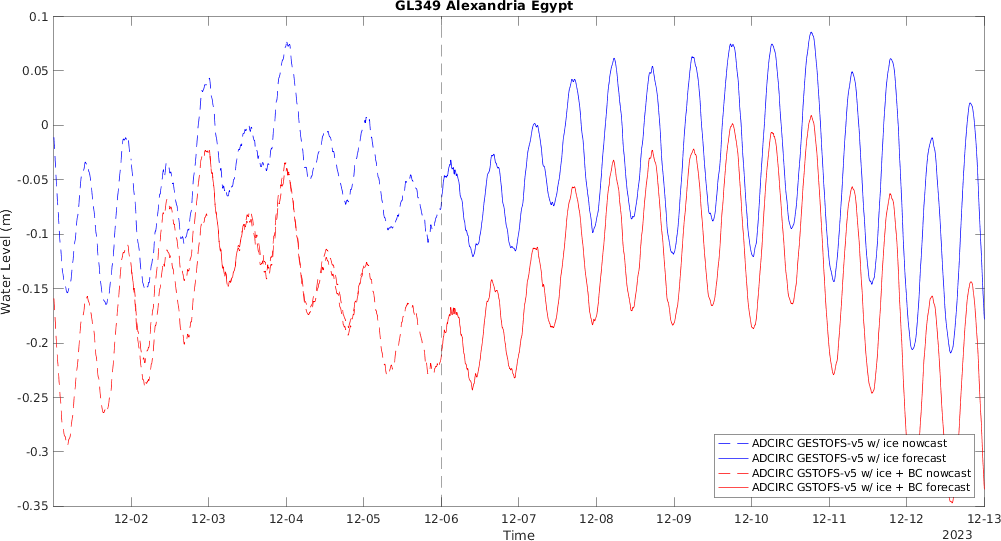 GL349 Alexandria Egypt
Water Level (m)
0.1
0.05
0
-0.05
-0.1
-0.15
-0.2
-0.25
-0.3
-0.35
12-02 12-03 12-04 12-05 12-06 12-07 12-08 12-09 12-10 12-11 12-12 12-13
Time
2023
ADCIRC GESTOFS-v5 w/ ice nowcast
ADCIRC GESTOFS-v5 w/ ice forecast
ADCIRC GSTOFS-v5 w/ ice + BC nowcast
ADCIRC GSTOFS-v5 w/ ice + BC forecast